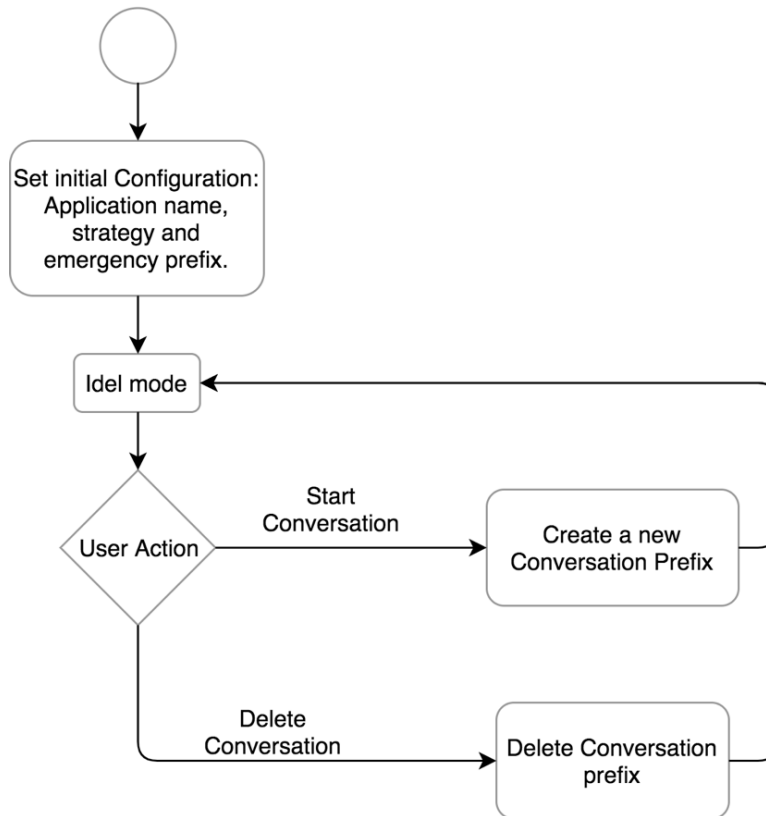 Set initial Configuration:
Application name,
strategy and
emergency prefix.
Idel mode
User Action
Start
Conversation
Create a new
Conversation Prefix
Delete
Conversation
Delete Conversation
prefix